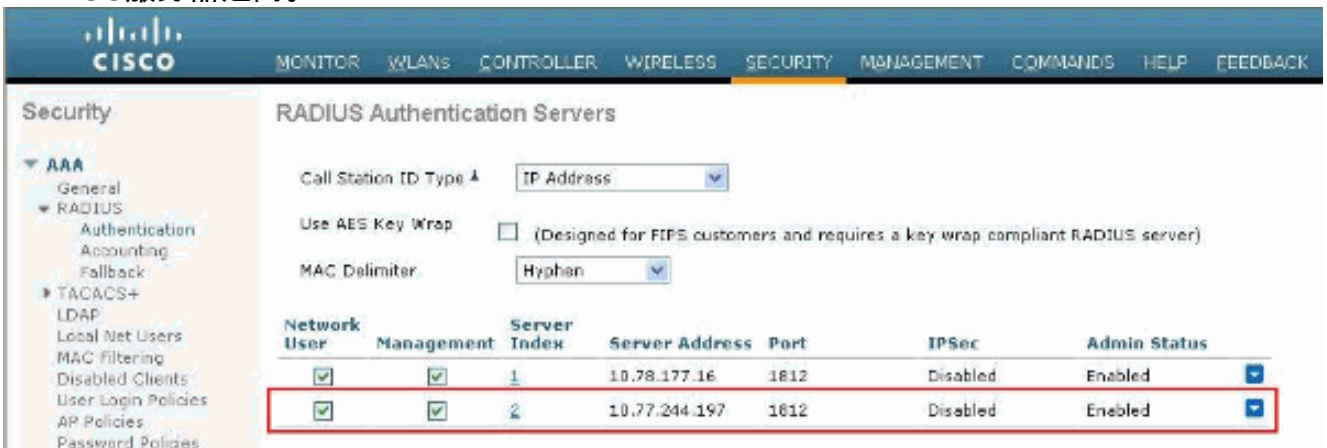 CISCO
MONITOR WLANs CONTROLLER WIRELESS SECURITY MANAGEMENT COMMANDS HELP FEEDBACK
Security
AAA
General
RADIUS
Authentication
Accounting
Fallback
TACACS+
LDAP
Local Net Users
MAC Filtering
Disabled Clients
User Login Policies
AP Policies
Password Policies
RADIUS Authentication Servers
Call Station ID Type IP Address
Use AES Key Wrap (Designed for FIPS customers and requires a key wrap compliant RADIUS server)
MAC Delimiter Hyphen
Network User Management Server Index Server Address Port IPSec Admin Status
1 10.78.177.16 1812 Disabled Enabled
2 10.77.244.197 1812 Disabled Enabled